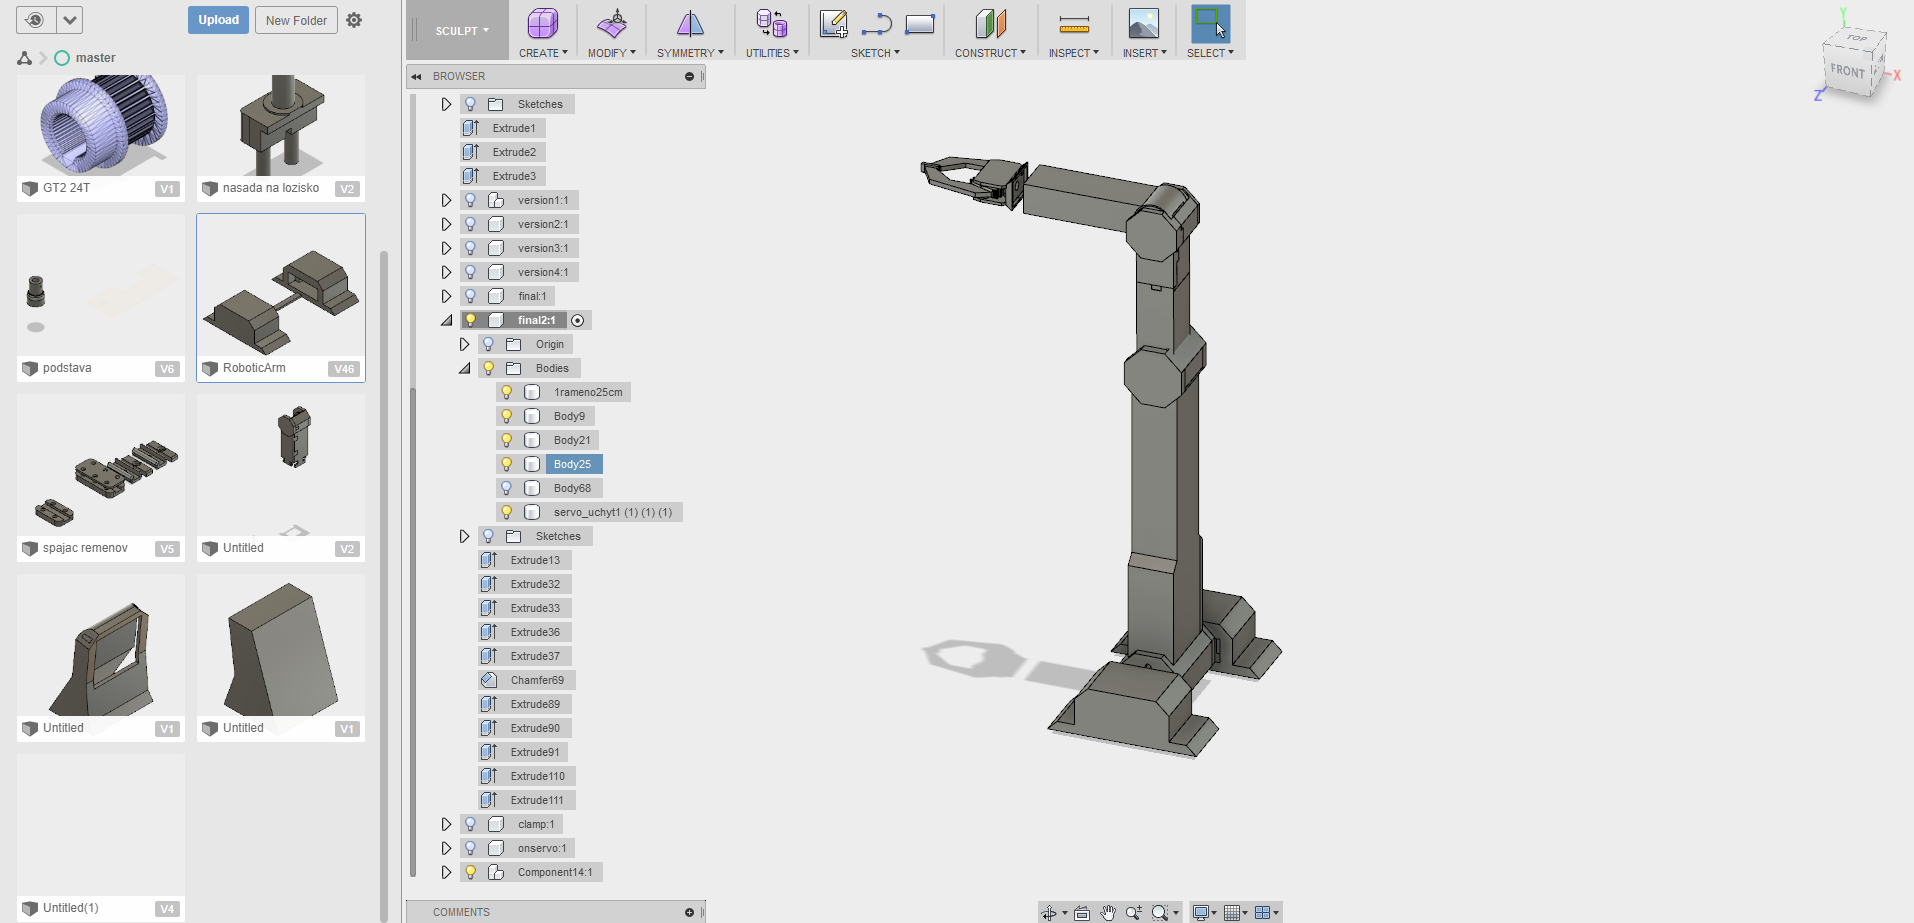 Upload
New Folder
master
GT2 24T
V1
nasada na lozisko
V2
podstava
V6
RoboticArm
V46
spajac remenov
V5
Untitled
V2
Untitled
V1
Untitled
V1
Untitled(1)
V4
SCULPT
CREATE
MODIFY
SYMMETRY
UTILITIES
SKETCH
CONSTRUCT
INSPECT
INSERT
SELECT
BROWSER
Sketches
Extrude1
Extrude2
Extrude3
version1:1
version2:1
version3:1
version4:1
final:1
final2:1
Origin
Bodies
1rameno25cm
Body9
Body21
Body25
Body68
servo_uchyt1 (1) (1) (1)
Sketches
Extrude13
Extrude32
Extrude33
Extrude36
Extrude37
Chamfer69
Extrude89
Extrude90
Extrude91
Extrude110
Extrude111
clamp:1
onservo:1
Component14:1
COMMENTS
Y
TOP
FRONT
X
Z